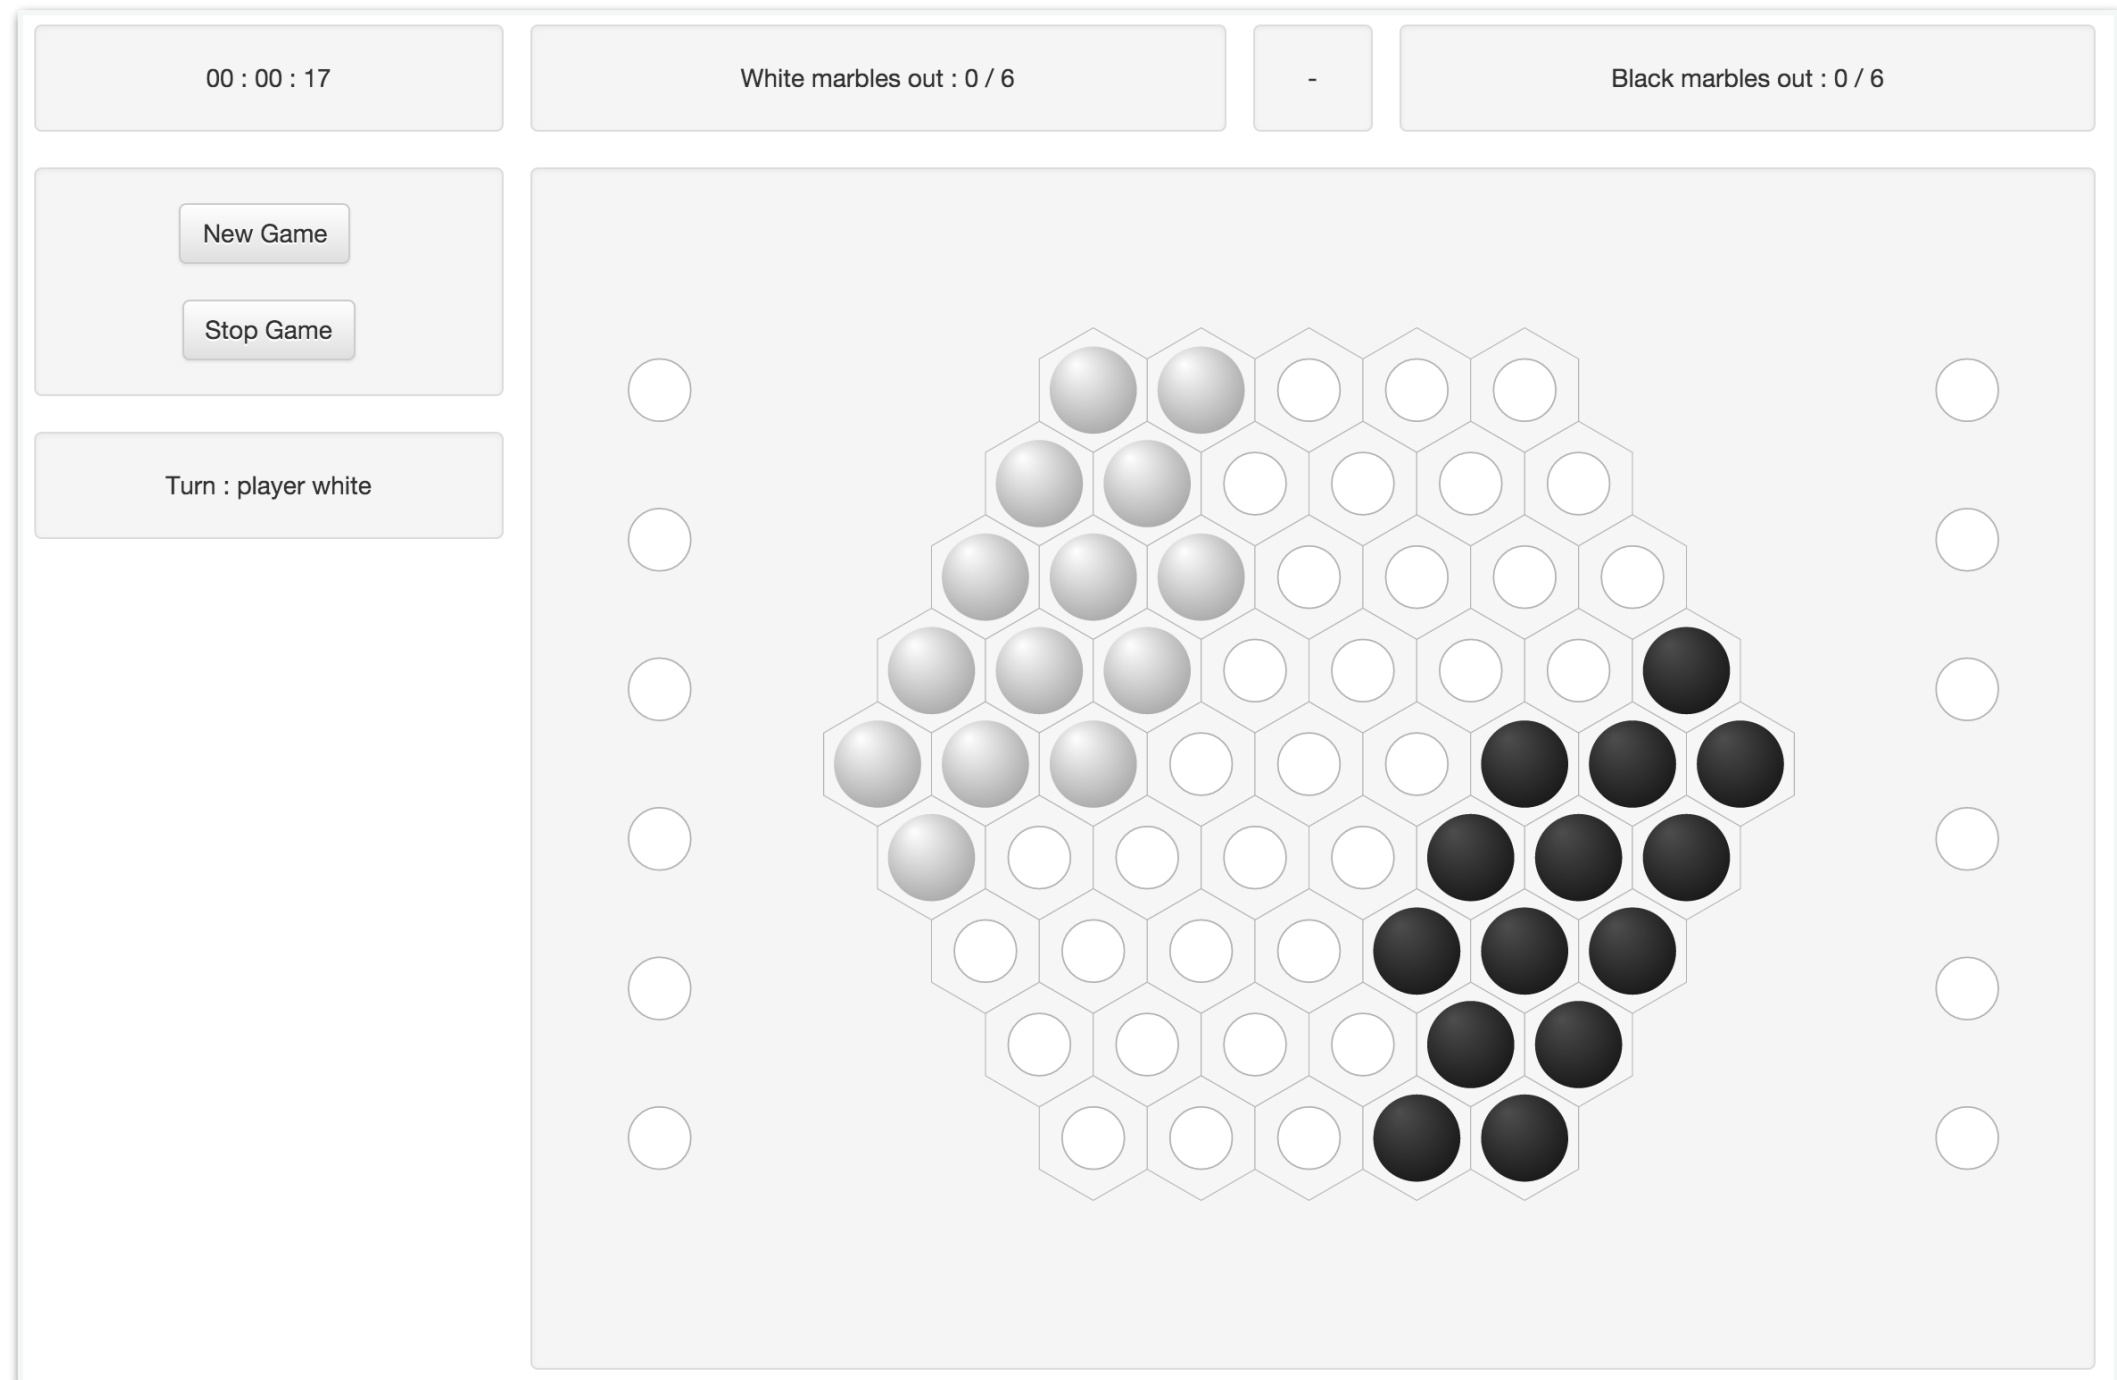 00 : 00 : 17
White marbles out : 0 / 6
-
Black marbles out : 0 / 6
New Game
Stop Game
Turn : player white